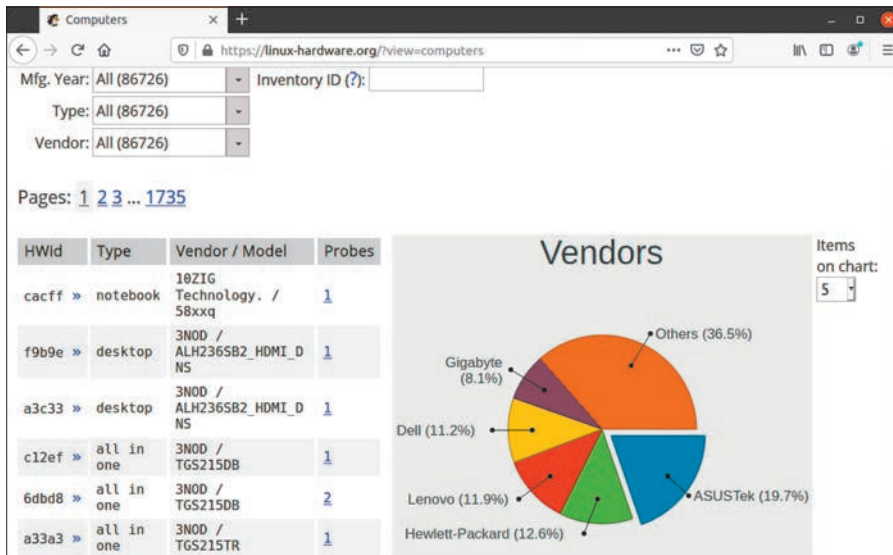 Computers
https://linux-hardware.org/?view=computers
Mfg. Year: All (86726) Inventory ID (?):
Type: All (86726)
Vendor: All (86726)
Pages: 1 2 3 ... 1735
HWid Type Vendor / Model Probes
cacff » notebook 10ZIG
Technology. /
58xxq 1
f9b9e » desktop 3NOD /
ALH236SB2_HDMI_D
NS 1
a3c33 » desktop 3NOD /
ALH236SB2_HDMI_D
NS 1
c12ef » all in
one 3NOD /
TGS215DB 1
6dbd8 » all in
one 3NOD /
TGS215DB 2
a33a3 » all in
one 3NOD /
TGS215TR 1
Vendors
Others (36.5%)
Gigabyte
(8.1%)
Dell (11.2%)
Lenovo (11.9%)
Hewlett-Packard (12.6%)
ASUSTek (19.7%)
Items
on chart:
5